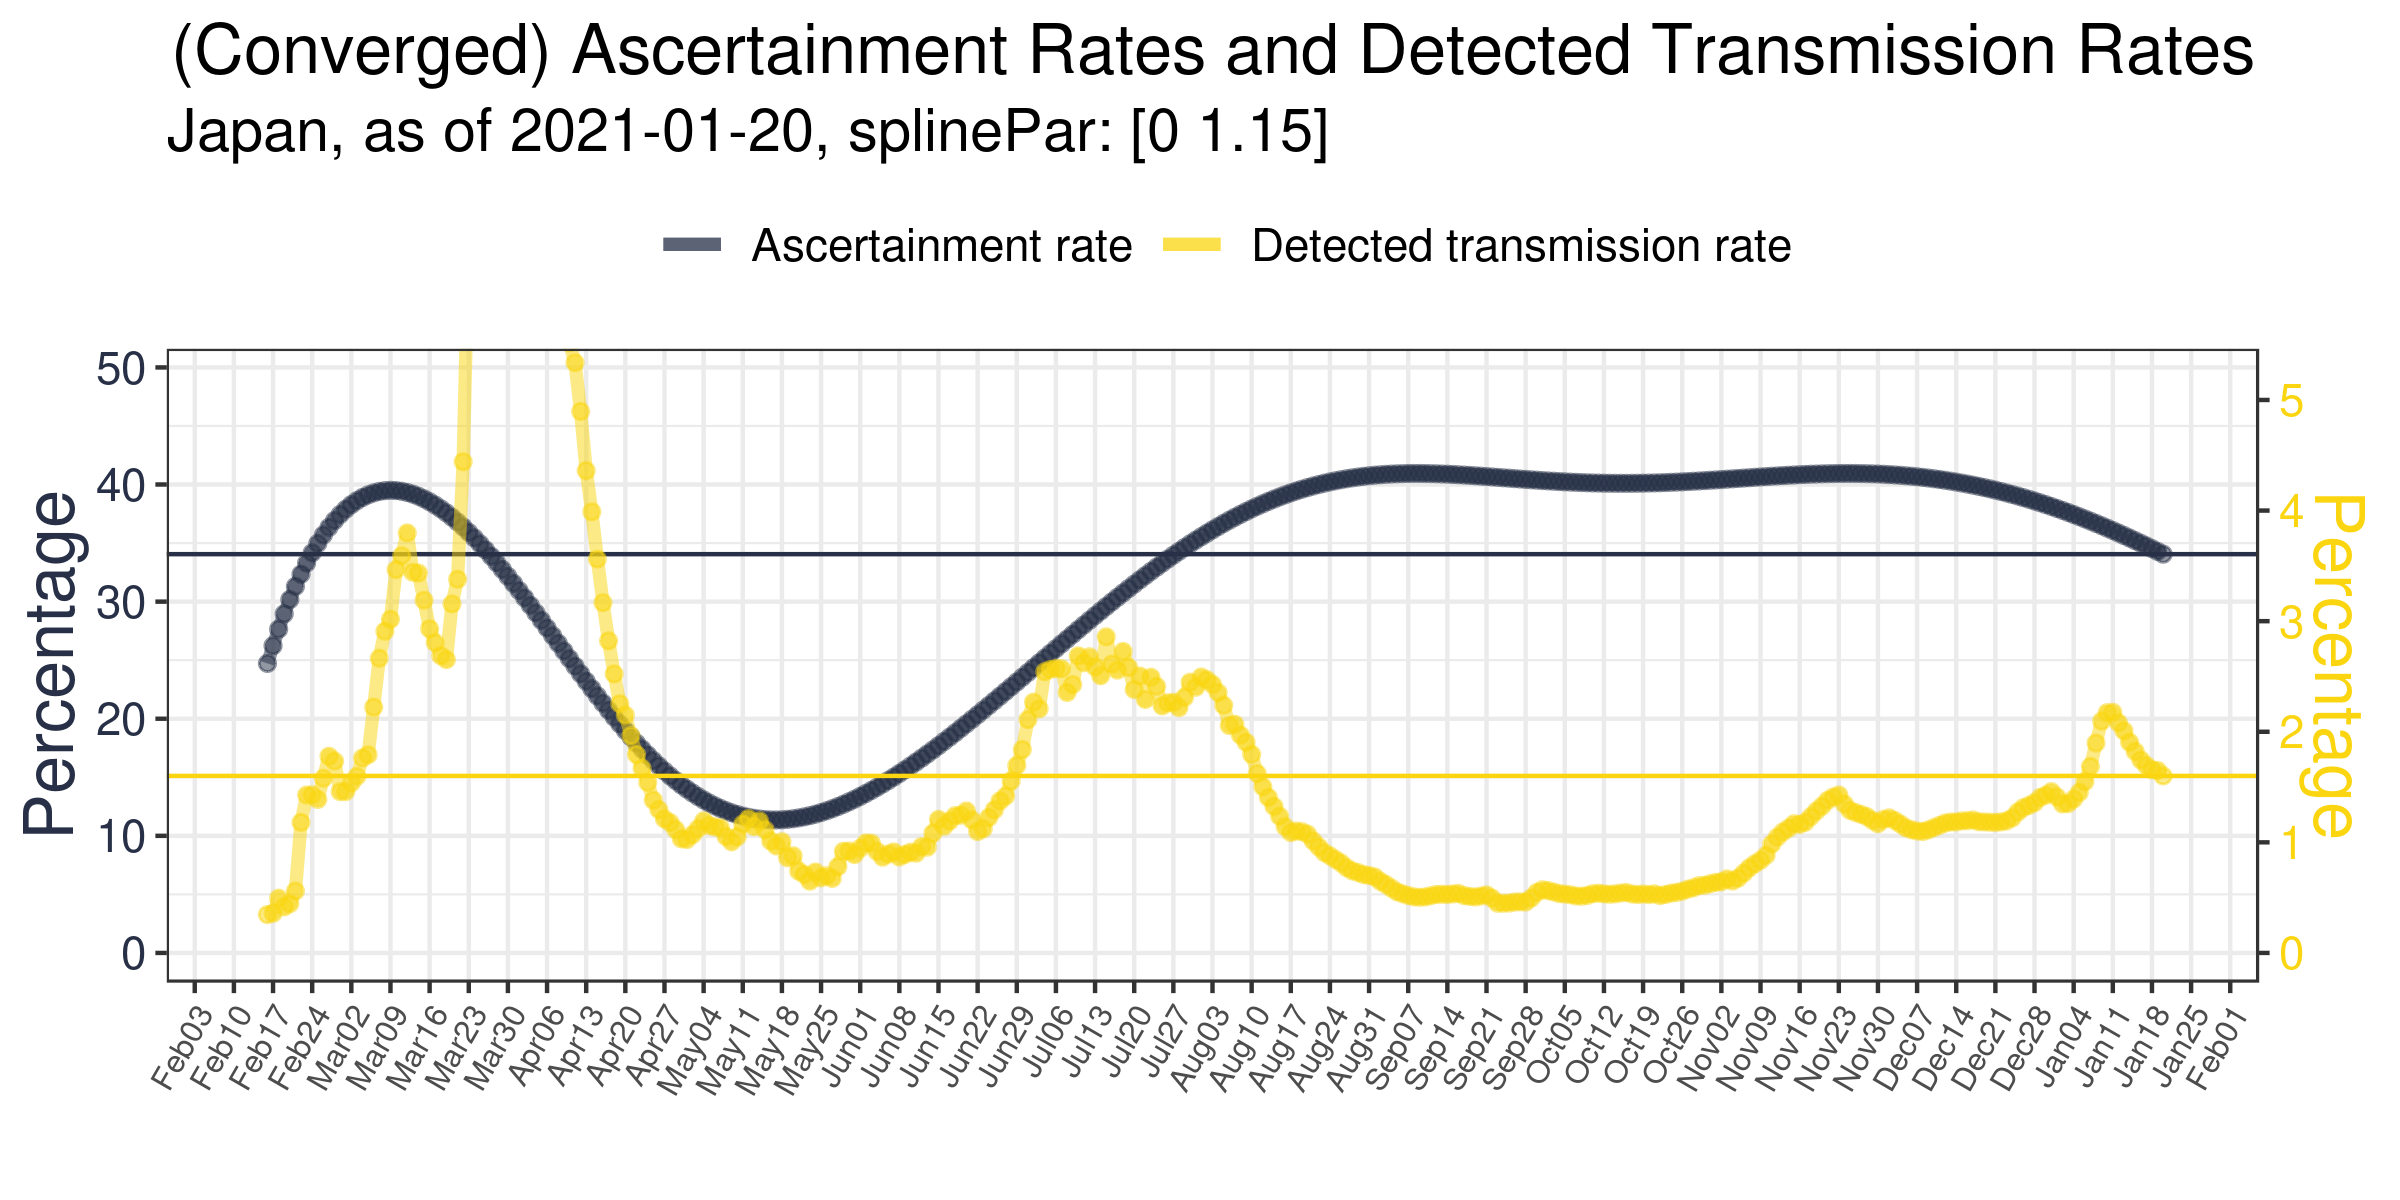 (Converged) Ascertainment Rates and Detected Transmission Rates
Japan, as of 2021-01-20, splinePar: [0 1.15]
Ascertainment rate Detected transmission rate
Percentage
50
40
30
20
10
0
5
4
3
2
1
0
Percentage
Feb03 Feb10 Feb17 Feb24 Mar02 Mar09 Mar16 Mar23 Mar30 Apr06 Apr13 Apr20 Apr27 May04 May11 May18 May25 Jun01 Jun08 Jun15 Jun22 Jun29 Jul06 Jul13 Jul20 Jul27 Aug03 Aug10 Aug17 Aug24 Aug31 Sep07 Sep14 Sep21 Sep28 Oct05 Oct12 Oct19 Oct26 Nov02 Nov09 Nov16 Nov23 Nov30 Dec07 Dec14 Dec21 Dec28 Jan04 Jan11 Jan18 Jan25 Feb01